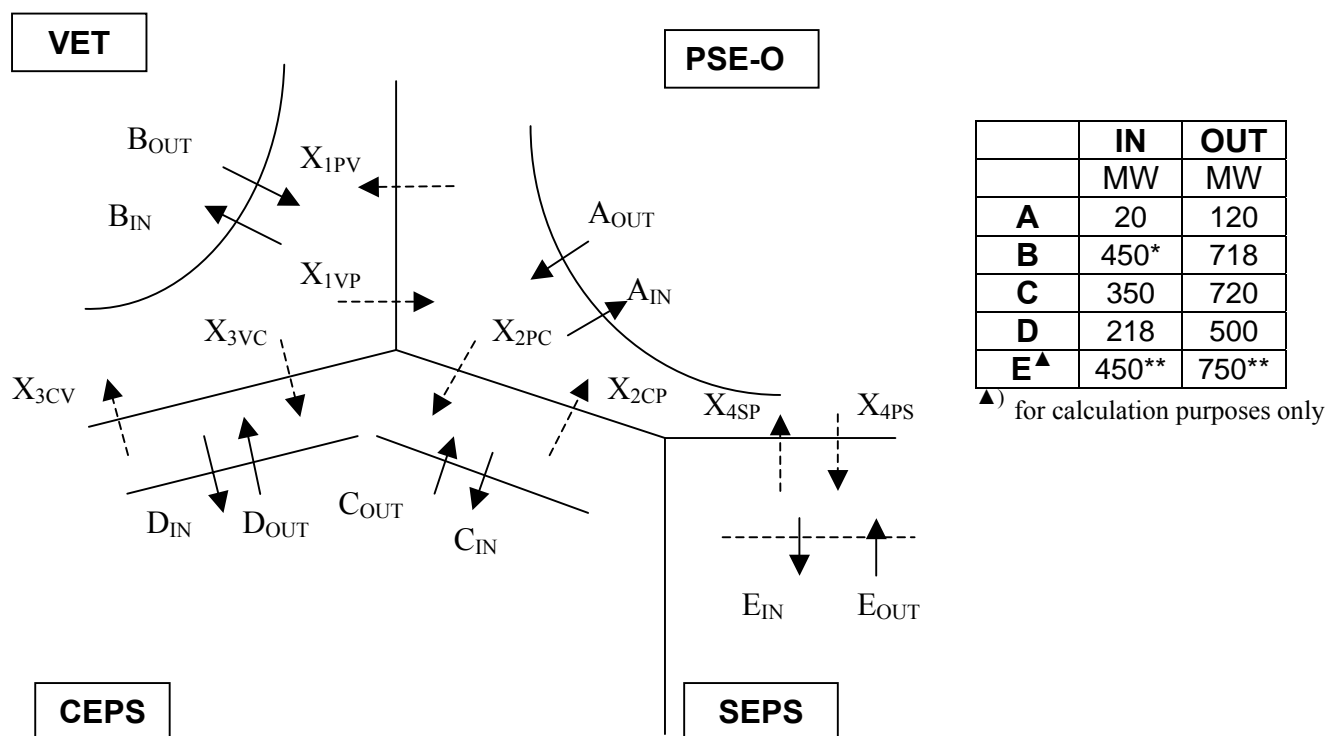 VET
PSE-O
B_OUT
X_1PV
B_IN
A_OUT
X_1VP
A_IN
X_3VC
X_2PC
X_3CV
X_2CP
X_4SP
X_4PS
D_IN
D_OUT
C_OUT
C_IN
E_IN
E_OUT
CEPS
SEPS
IN OUT
MW MW
A 20 120
B 450* 718
C 350 720
D 218 500
E▲ 450** 750**
▲) for calculation purposes only